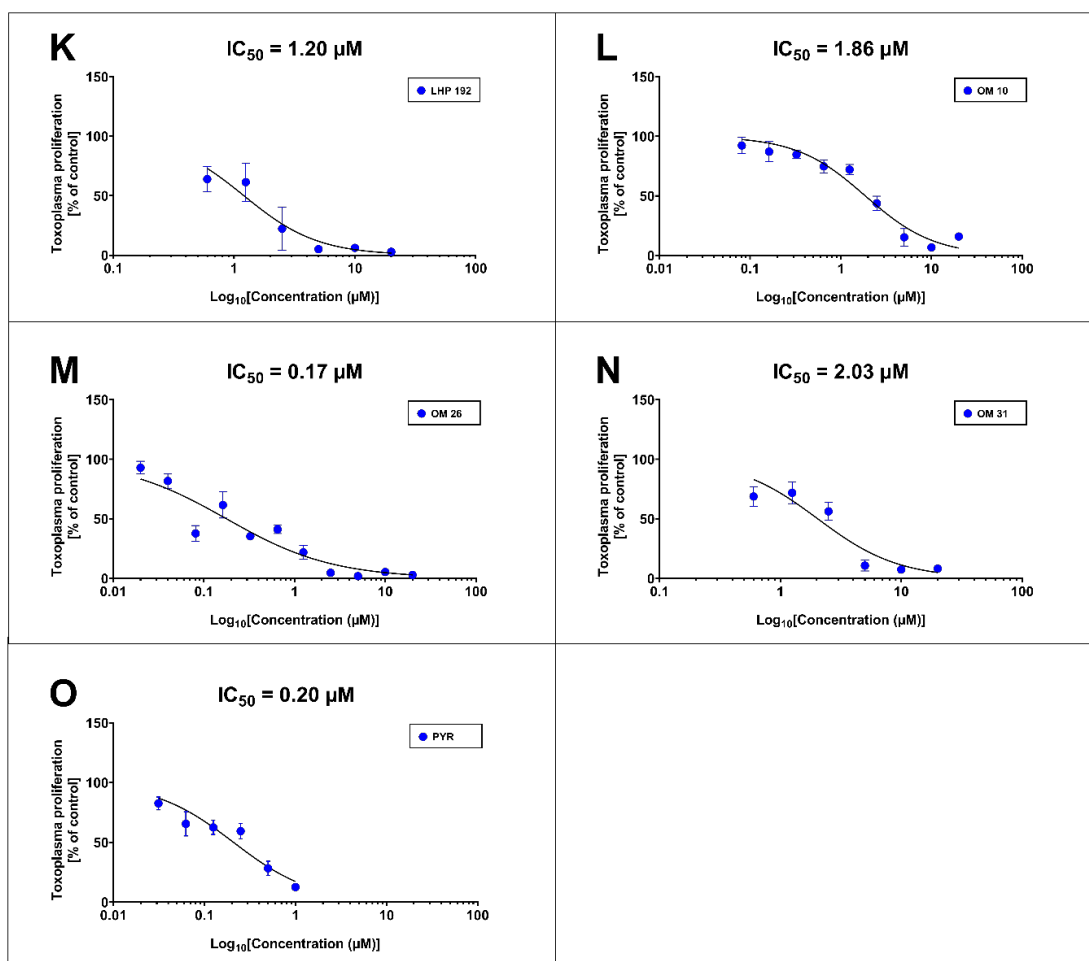 K
IC50 = 1.20 µM
LHP 192
Toxoplasma proliferation
[% of control]
150
100
50
0
0.1 1 10 100
Log10[Concentration (µM)]
L
IC50 = 1.86 µM
OM 10
Toxoplasma proliferation
[% of control]
150
100
50
0
0.01 0.1 1 10 100
Log10[Concentration (µM)]
M
IC50 = 0.17 µM
OM 26
Toxoplasma proliferation
[% of control]
150
100
50
0
0.01 0.1 1 10 100
Log10[Concentration (µM)]
N
IC50 = 2.03 µM
OM 31
Toxoplasma proliferation
[% of control]
150
100
50
0
0.1 1 10 100
Log10[Concentration (µM)]
O
IC50 = 0.20 µM
PYR
Toxoplasma proliferation
[% of control]
150
100
50
0
0.01 0.1 1 10 100
Log10[Concentration (µM)]